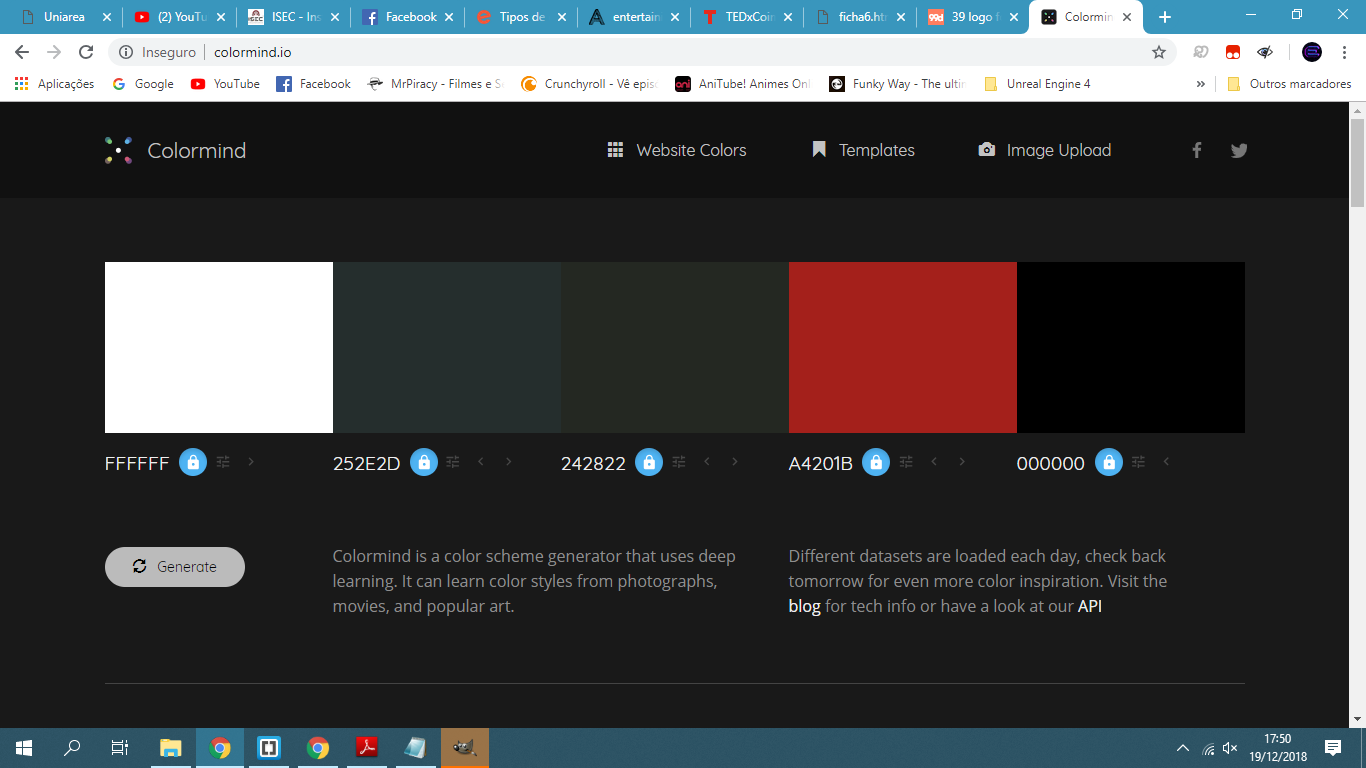 Uniarea
(2) YouTu
ISEC - Ins
Facebook
Tipos de
entertain
TEDxCoin
ficha6.htm
39 logo f
Colormin
Inseguro
colormind.io
Aplicações
Google
YouTube
Facebook
MrPiracy - Filmes e S
Crunchyroll - Vê episo
AniTube! Animes Onl
Funky Way - The ultin
Unreal Engine 4
»
Outros marcadores
Colormind
Website Colors
Templates
Image Upload
FFFFFF
252E2D
242822
A4201B
000000
Generate
Colormind is a color scheme generator that uses deep
learning. It can learn color styles from photographs,
movies, and popular art.
Different datasets are loaded each day, check back
tomorrow for even more color inspiration. Visit the
blog for tech info or have a look at our API
17:50
19/12/2018